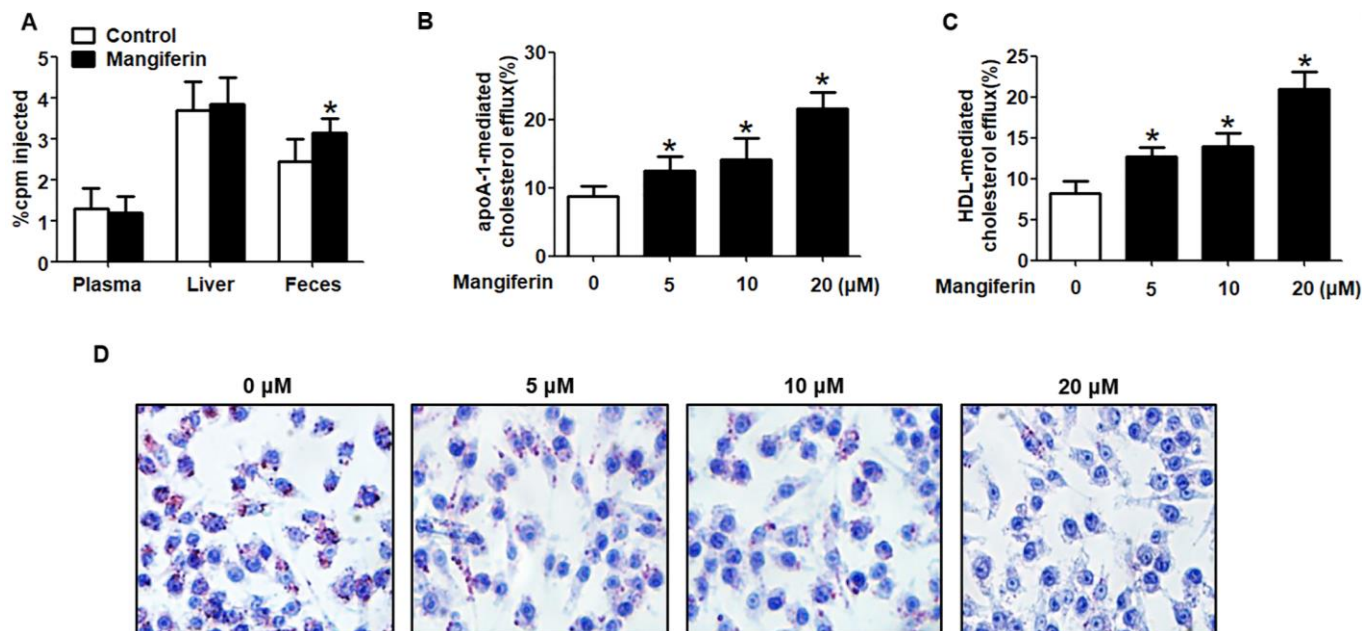 A
Control
Mangiferin
%cpm injected
5
4
3
2
1
0
Plasma Liver Feces
B
apoA-1-mediated
cholesterol efflux(%)
30
20
10
0
*
*
*
*
Mangiferin 0 5 10 20 (µM)
C
HDL-mediated
cholesterol efflux(%)
25
20
15
10
5
0
*
*
*
Mangiferin 0 5 10 20 (µM)
D
0 µM 5 µM 10 µM 20 µM